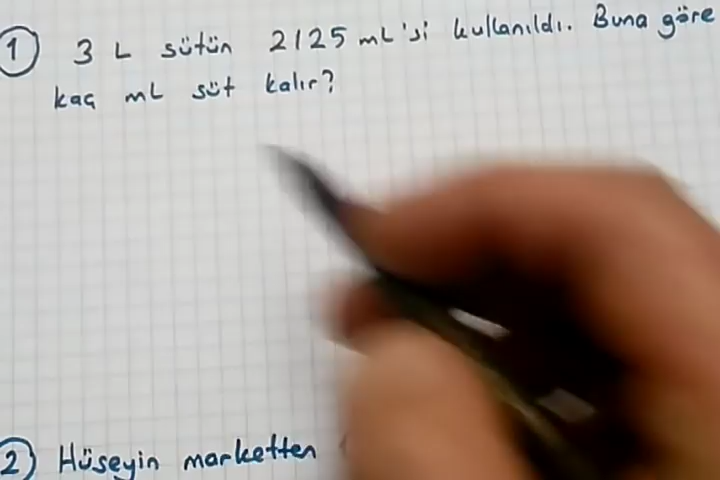 1 3 L sütün 2125 mL'si kullanıldı. Buna göre
kaç mL süt kalır?
2 Hüseyin marketten